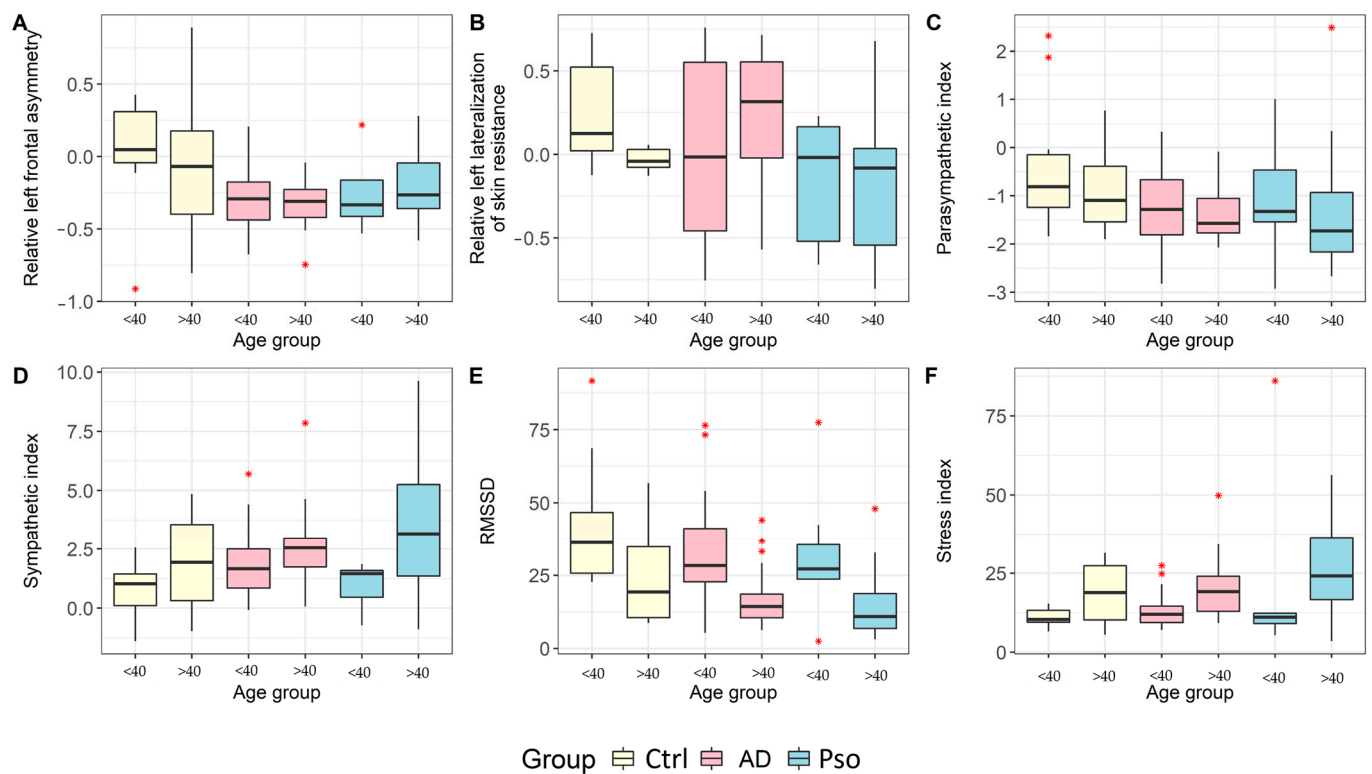 A
Relative left frontal asymmetry
0.5
0.0
−0.5
−1.0
<40 >40 <40 >40 <40 >40
Age group
B
Relative left lateralization
of skin resistance
0.5
0.0
−0.5
<40 >40 <40 >40 <40 >40
Age group
C
Parasympathetic index
2
1
0
−1
−2
−3
<40 >40 <40 >40 <40 >40
Age group
D
Sympathetic index
10.0
7.5
5.0
2.5
0.0
<40 >40 <40 >40 <40 >40
Age group
E
RMSSD
75
50
25
0
<40 >40 <40 >40 <40 >40
Age group
F
Stress index
75
50
25
0
<40 >40 <40 >40 <40 >40
Age group
Group Ctrl AD Pso